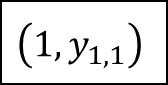 (1, y₁,₁)